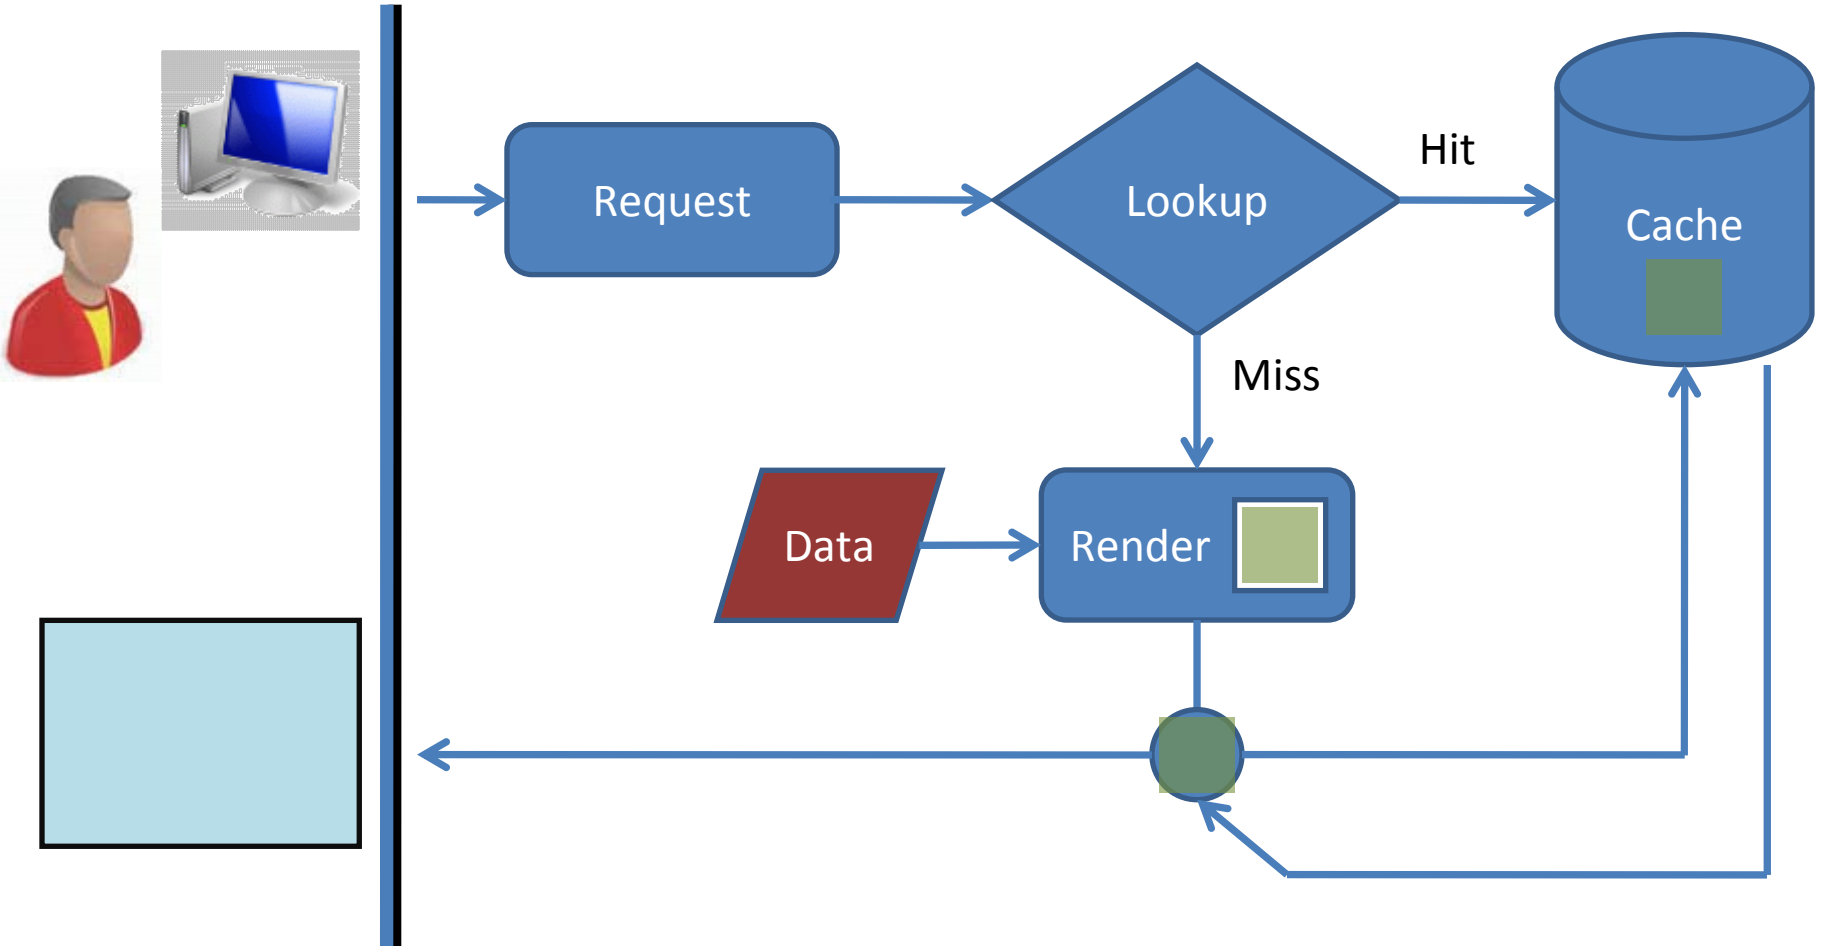 Request
Lookup
Hit
Cache
Miss
Data
Render